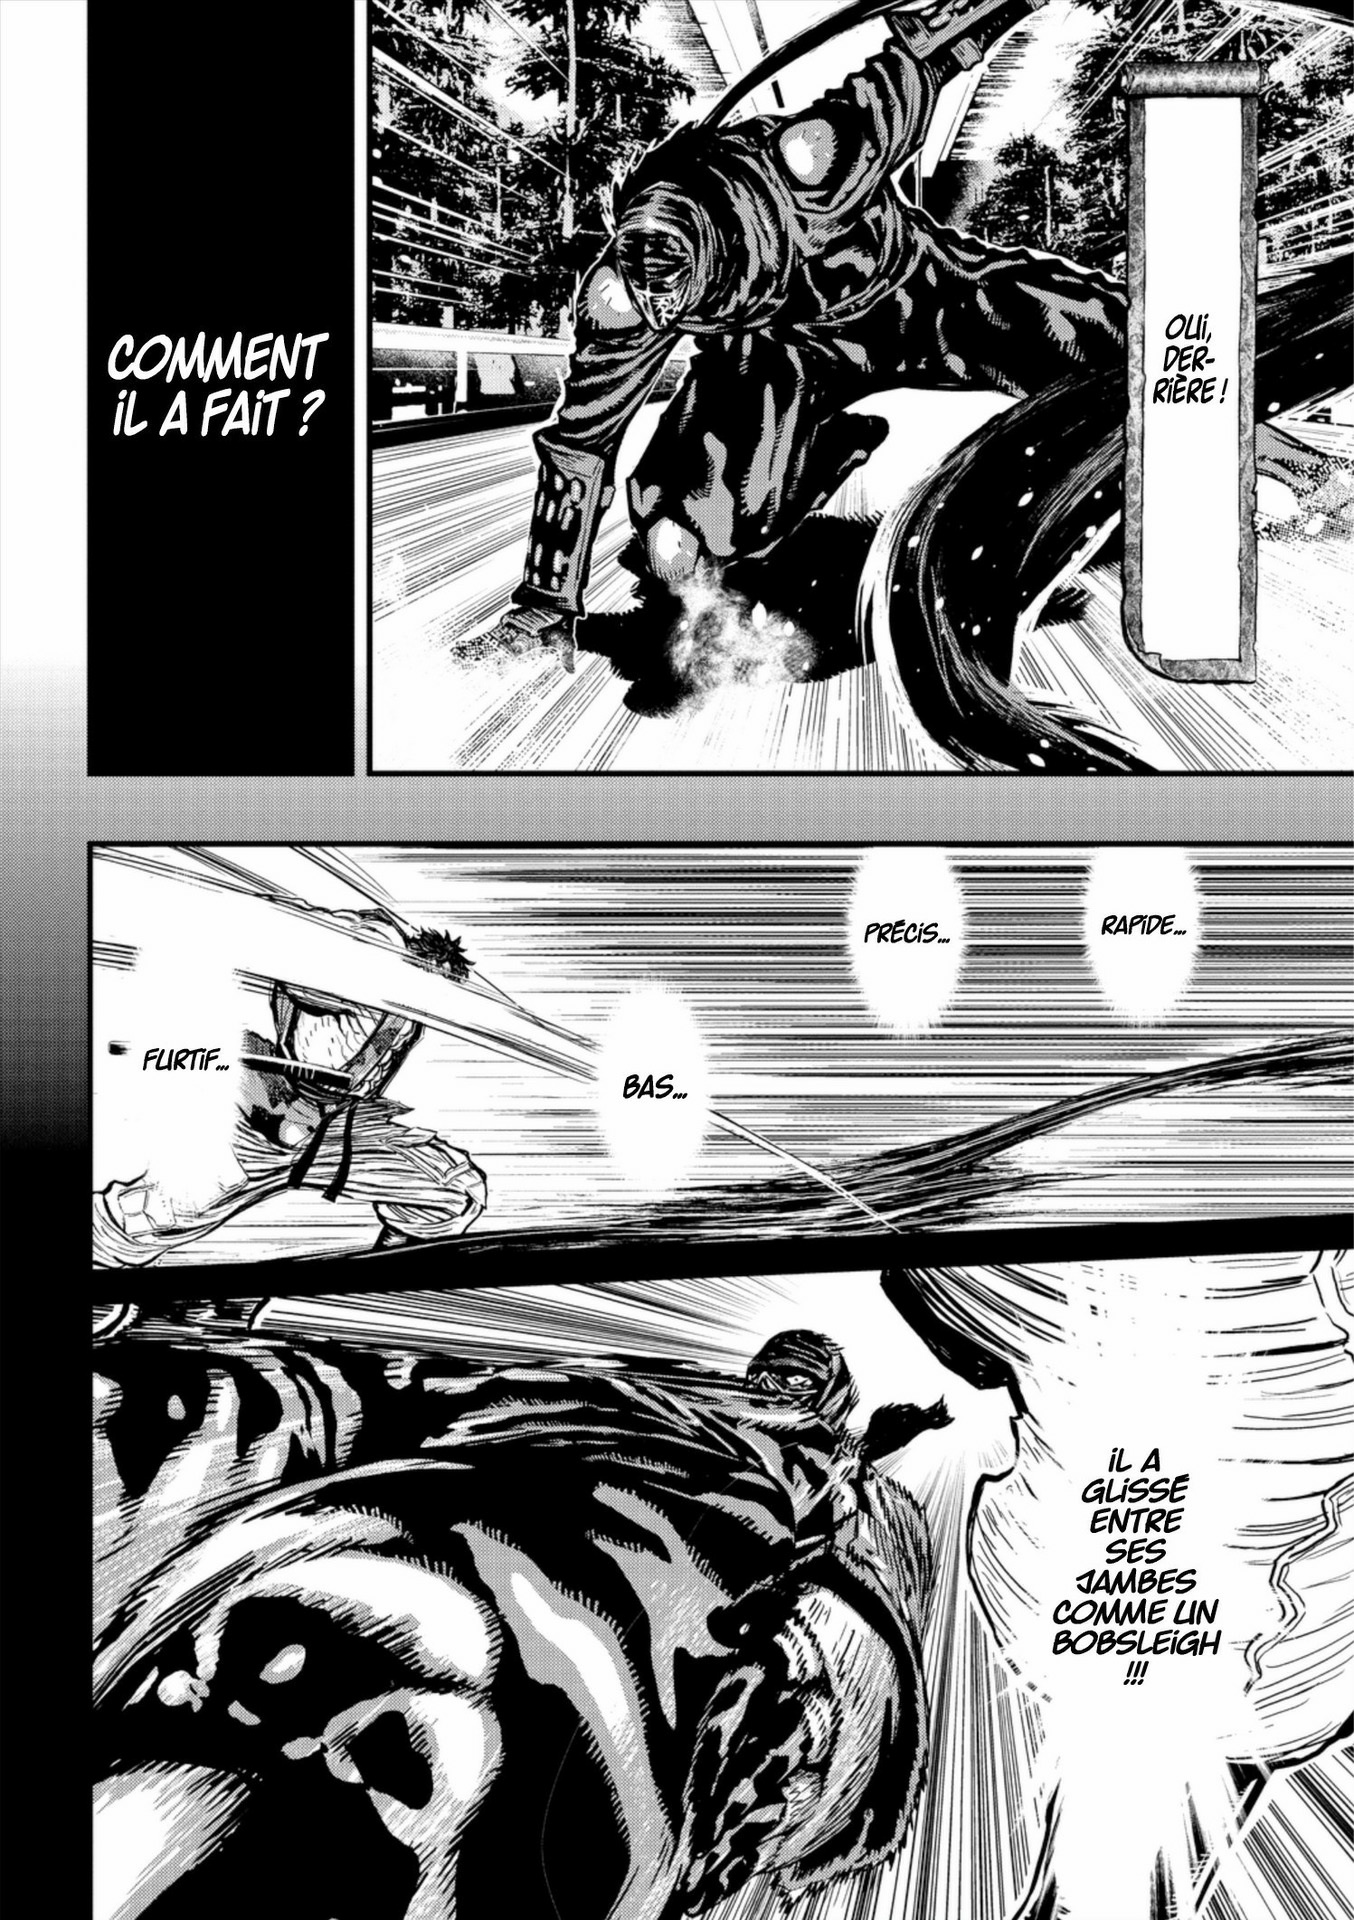 OUI,
DER-
RIÈRE !
COMMENT
IL A FAIT ?
RAPIDE...
PRÉCIS...
BAS...
FURTIF...
IL A
GLISSÉ
ENTRE
SES
JAMBES
COMME UN
BOBSLEIGH
!!!